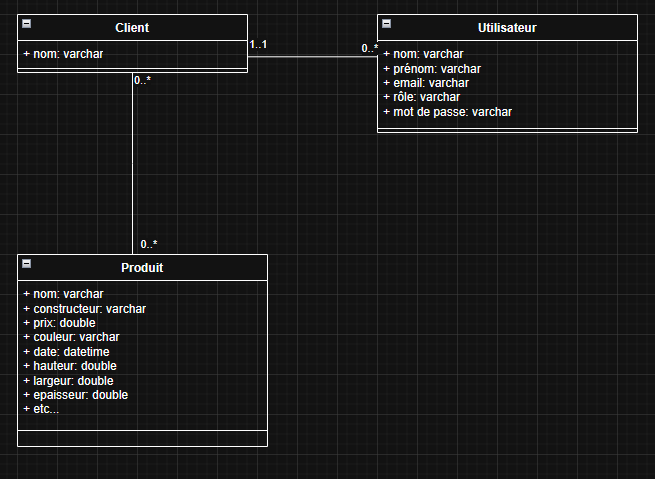 Client
+ nom: varchar
1..1
0..*
Utilisateur
+ nom: varchar
+ prénom: varchar
+ email: varchar
+ rôle: varchar
+ mot de passe: varchar
0..*
0..*
Produit
+ nom: varchar
+ constructeur: varchar
+ prix: double
+ couleur: varchar
+ date: datetime
+ hauteur: double
+ largeur: double
+ epaisseur: double
+ etc...